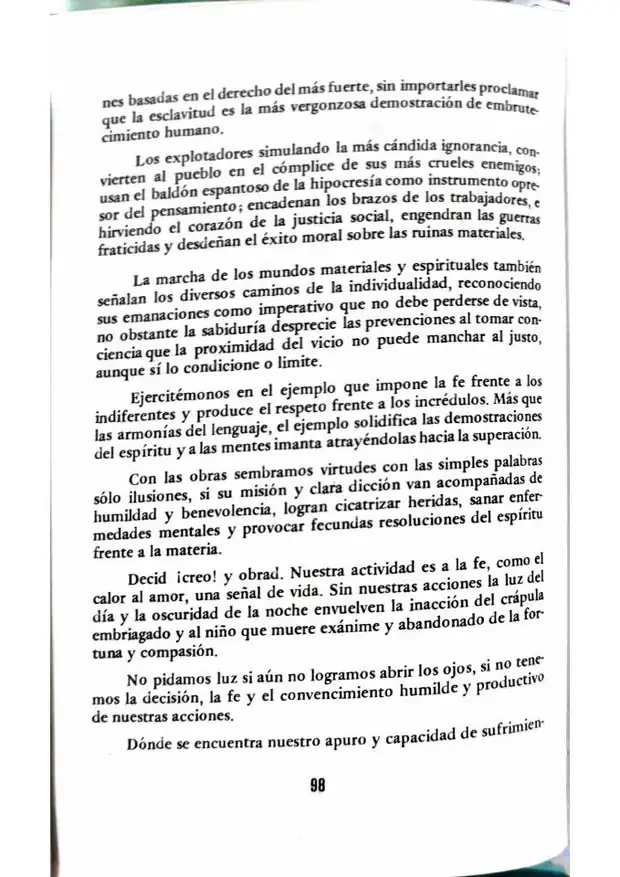 nes basadas en el derecho del más fuerte, sin importarles proclamar
que la esclavitud es la más vergonzosa demostración de embrute-
cimiento humano.
Los explotadores simulando la más cándida ignorancia, con-
vierten al pueblo en el cómplice de sus más crueles enemigos;
usan el baldón espantoso de la hipocresía como instrumento opre-
sor del pensamiento; encadenan los brazos de los trabajadores, e
hirviendo el corazón de la justicia social, engendran las guerras
fraticidas y desdeñan el éxito moral sobre las ruinas materiales.
La marcha de los mundos materiales y espirituales también
señalan los diversos caminos de la individualidad, reconociendo
sus emanaciones como imperativo que no debe perderse de vista,
no obstante la sabiduría desprecie las prevenciones al tomar con-
ciencia que la proximidad del vicio no puede manchar al justo,
aunque sí lo condicione o limite.
Ejercitémonos en el ejemplo que impone la fe frente a los
indiferentes y produce el respeto frente a los incrédulos. Más que
las armonías del lenguaje, el ejemplo solidifica las demostraciones
del espíritu y a las mentes imanta atrayéndolas hacia la superación.
Con las obras sembramos virtudes con las simples palabras
sólo ilusiones, si su misión y clara dicción van acompañadas de
humildad y benevolencia, logran cicatrizar heridas, sanar enfer-
medades mentales y provocar fecundas resoluciones del espíritu
frente a la materia.
Decid ¡creo! y obrad. Nuestra actividad es a la fe, como el
calor al amor, una señal de vida. Sin nuestras acciones la luz del
día y la oscuridad de la noche envuelven la inacción del crápula
embriagado y al niño que muere exánime y abandonado de la for-
tuna y compasión.
No pidamos luz si aún no logramos abrir los ojos, si no tene-
mos la decisión, la fe y el convencimiento humilde y productivo
de nuestras acciones.
Dónde se encuentra nuestro apuro y capacidad de sufrimien-
98